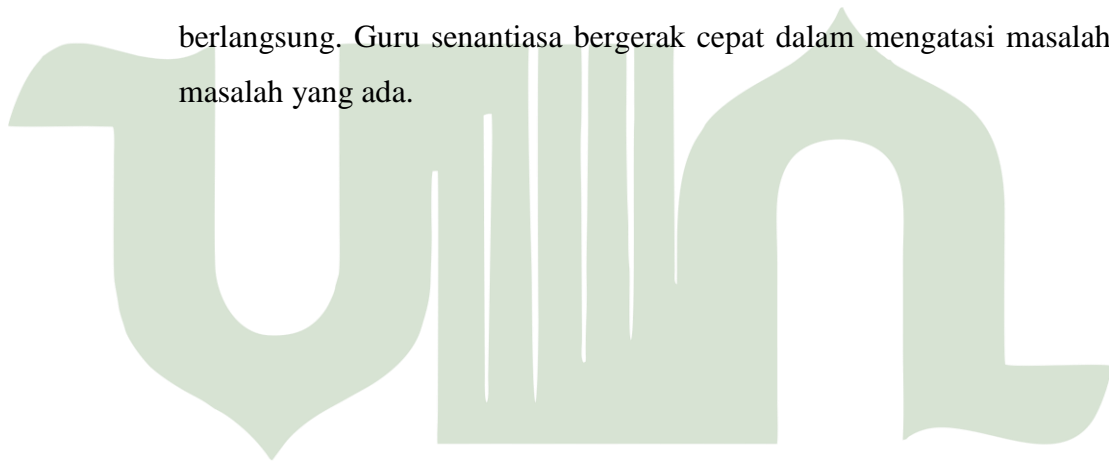 berlangsung. Guru senantiasa bergerak cepat dalam mengatasi masalah
masalah yang ada.